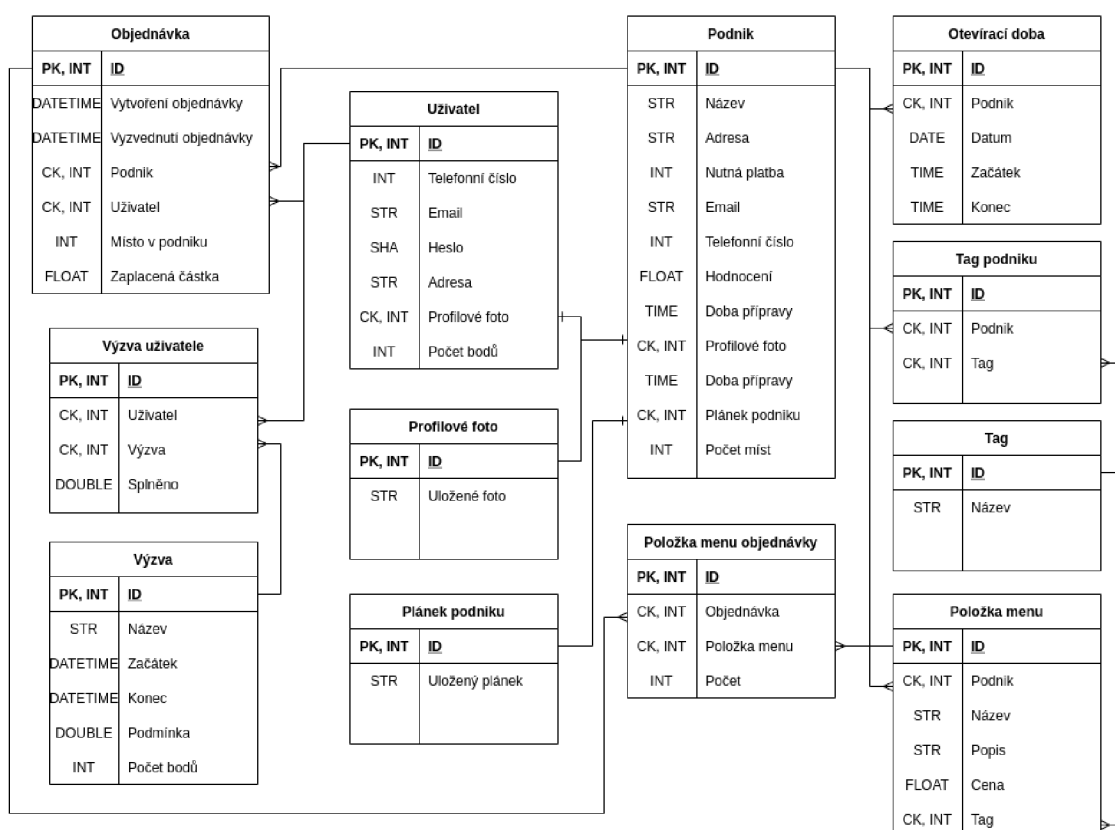 Objednávka
PK, INT ID
DATETIME Vytvoření objednávky
DATETIME Vyzvednutí objednávky
CK, INT Podnik
CK, INT Uživatel
INT Místo v podniku
FLOAT Zaplacená částka
Výzva uživatele
PK, INT ID
CK, INT Uživatel
CK, INT Výzva
DOUBLE Splněno
Výzva
PK, INT ID
STR Název
DATETIME Začátek
DATETIME Konec
DOUBLE Podmínka
INT Počet bodů
Uživatel
PK, INT ID
INT Telefonní číslo
STR Email
SHA Heslo
STR Adresa
CK, INT Profilové foto
INT Počet bodů
Profilové foto
PK, INT ID
STR Uložené foto
Plánek podniku
PK, INT ID
STR Uložený plánek
Podnik
PK, INT ID
STR Název
STR Adresa
INT Nutná platba
STR Email
INT Telefonní číslo
FLOAT Hodnocení
TIME Doba přípravy
CK, INT Profilové foto
TIME Doba přípravy
CK, INT Plánek podniku
INT Počet míst
Položka menu objednávky
PK, INT ID
CK, INT Objednávka
CK, INT Položka menu
INT Počet
Otevírací doba
PK, INT ID
CK, INT Podnik
DATE Datum
TIME Začátek
TIME Konec
Tag podniku
PK, INT ID
CK, INT Podnik
CK, INT Tag
Tag
PK, INT ID
STR Název
Položka menu
PK, INT ID
CK, INT Podnik
STR Název
STR Popis
FLOAT Cena
CK, INT Tag